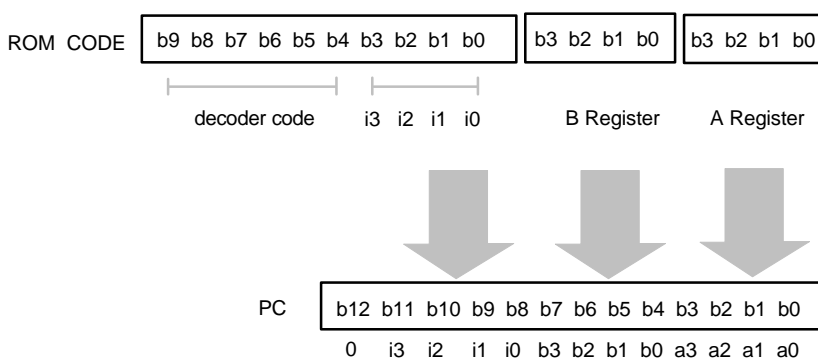 ROM CODE b9 b8 b7 b6 b5 b4 b3 b2 b1 b0 b3 b2 b1 b0 b3 b2 b1 b0
decoder code i3 i2 i1 i0 B Register A Register
PC b12 b11 b10 b9 b8 b7 b6 b5 b4 b3 b2 b1 b0
0 i3 i2 i1 i0 b3 b2 b1 b0 a3 a2 a1 a0